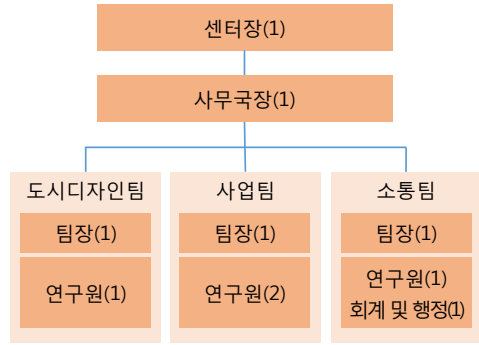 센터장(1)
사무국장(1)
도시디자인팀
팀장(1)
연구원(1)
사업팀
팀장(1)
연구원(2)
소통팀
팀장(1)
연구원(1)
회계 및 행정(1)